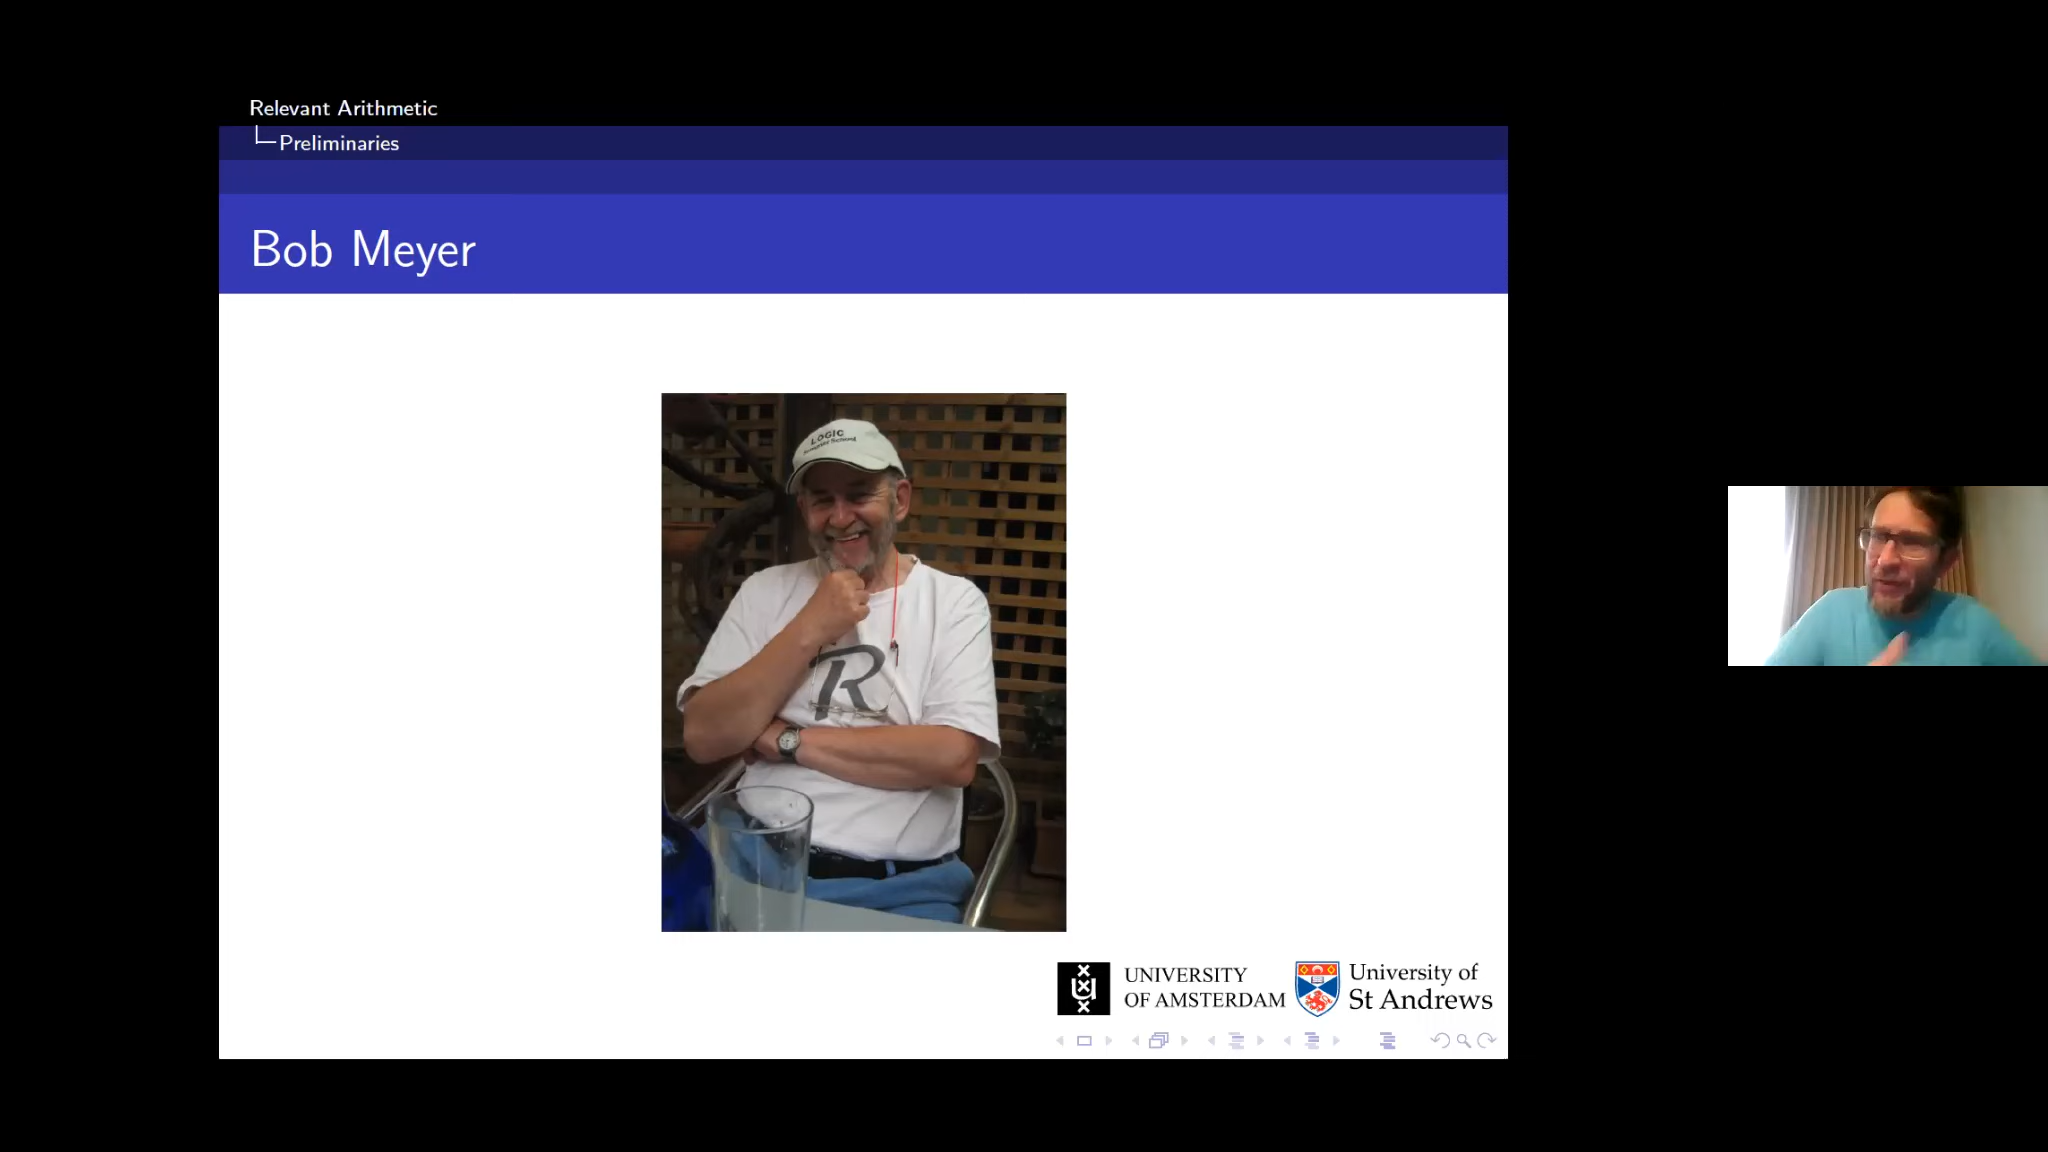 Relevant Arithmetic
Preliminaries
Bob Meyer
LOGIC
R
UNIVERSITY
OF AMSTERDAM
University of
St Andrews